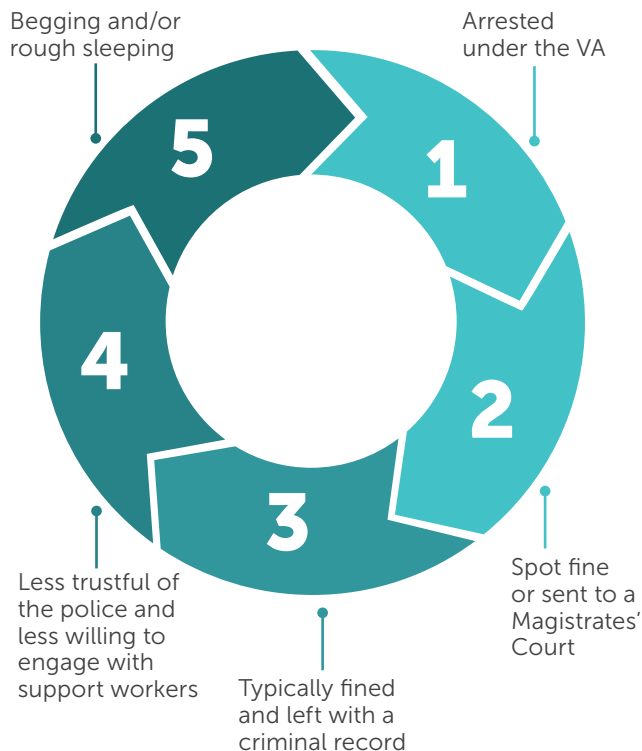 Begging and/or
rough sleeping
Arrested
under the VA
5
1
4
2
3
Less trustful of
the police and
less willing to
engage with
support workers
Spot fine
or sent to a
Magistrates’
Court
Typically fined
and left with a
criminal record